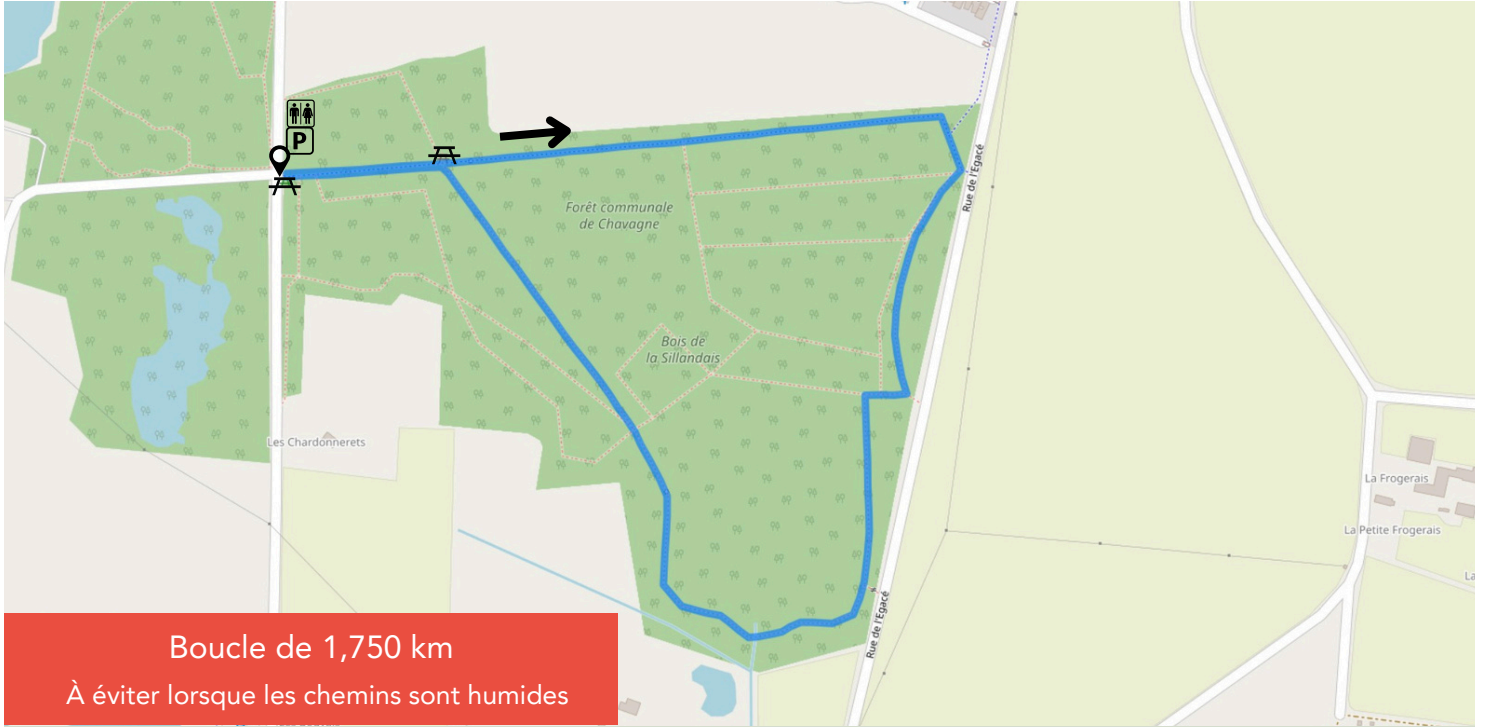 P
Rue de l'Egacé
Forêt communale
de Chavagne
Bois de
la Sillandais
Les Chardonnerets
La Frogerais
La Petite Frogerais
La
Rue de l'Egacé
Boucle de 1,750 km
À éviter lorsque les chemins sont humides